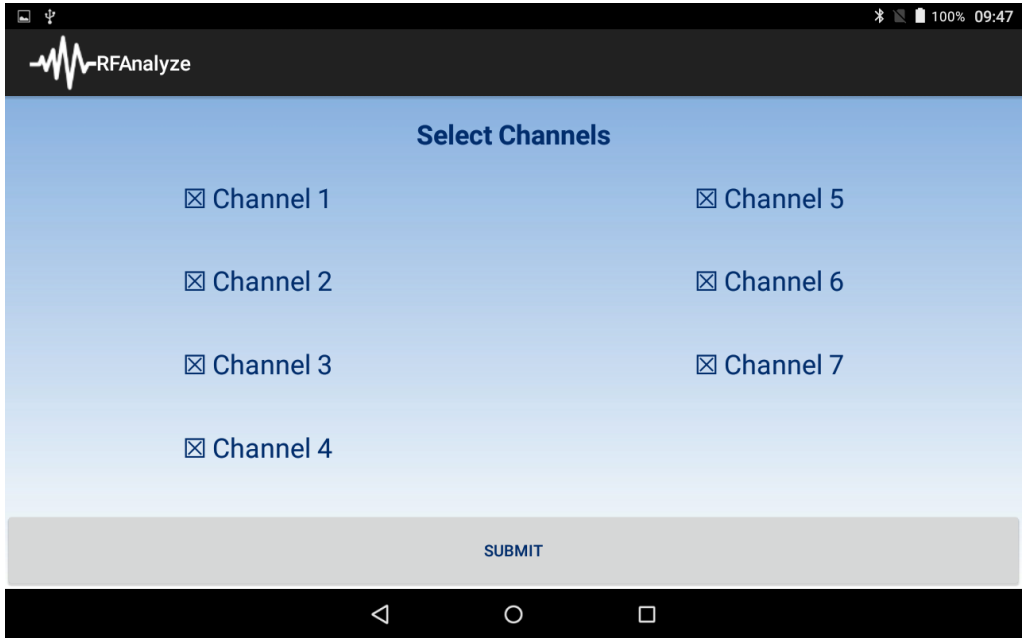 100% 09:47
RFAnalyze
Select Channels
☒ Channel 1
☒ Channel 5
☒ Channel 2
☒ Channel 6
☒ Channel 3
☒ Channel 7
☒ Channel 4
SUBMIT